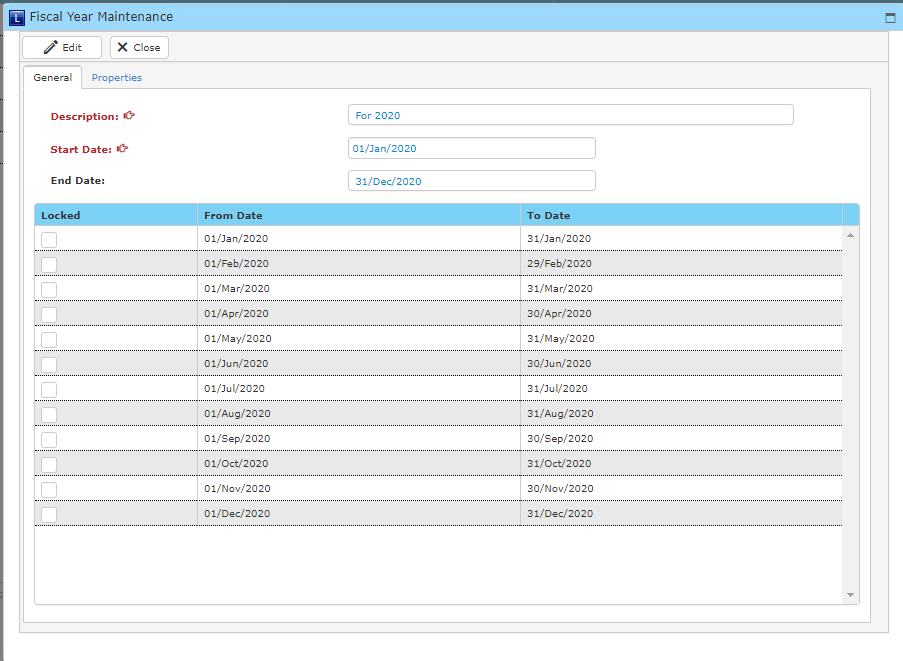 L Fiscal Year Maintenance
Edit Close
General Properties
Description: For 2020
Start Date: 01/Jan/2020
End Date: 31/Dec/2020
Locked From Date To Date
01/Jan/2020 31/Jan/2020
01/Feb/2020 29/Feb/2020
01/Mar/2020 31/Mar/2020
01/Apr/2020 30/Apr/2020
01/May/2020 31/May/2020
01/Jun/2020 30/Jun/2020
01/Jul/2020 31/Jul/2020
01/Aug/2020 31/Aug/2020
01/Sep/2020 30/Sep/2020
01/Oct/2020 31/Oct/2020
01/Nov/2020 30/Nov/2020
01/Dec/2020 31/Dec/2020